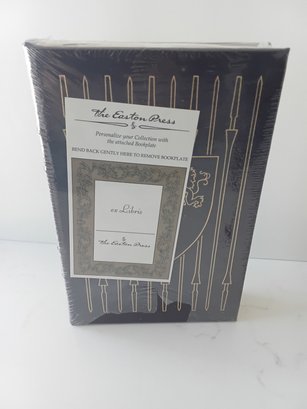 The Easton Press
Personalize your Collection with
the attached Bookplate
BEND BACK GENTLY HERE TO REMOVE BOOKPLATE
ex Libris
The Easton Press